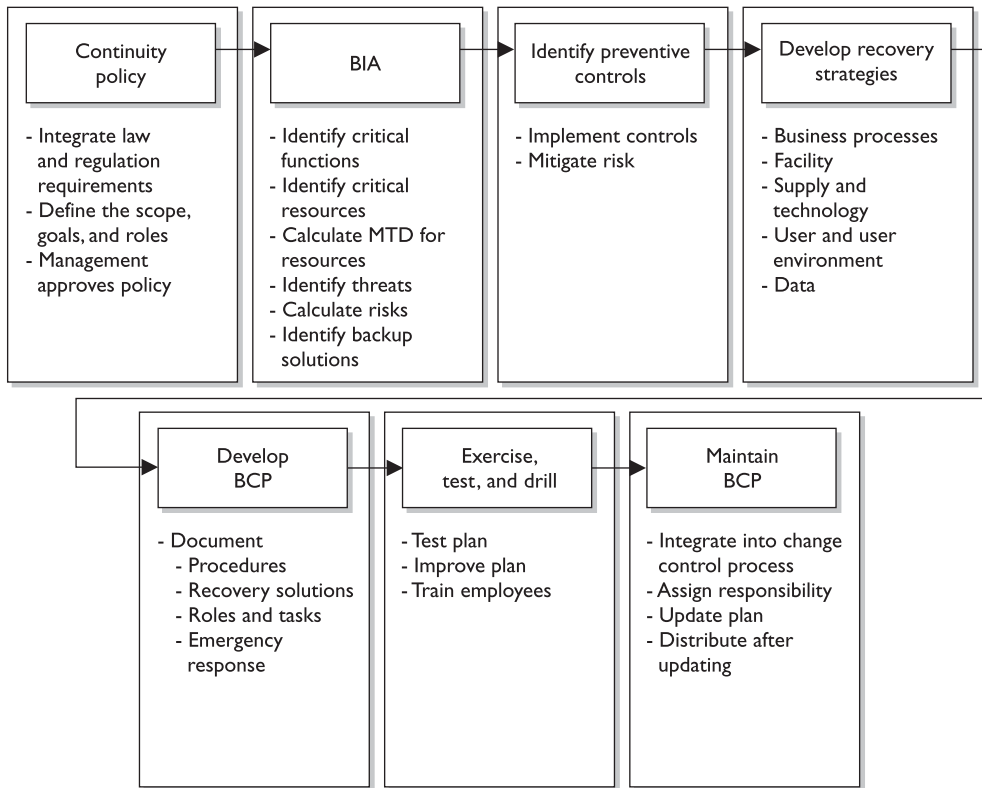 Continuity
policy
- Integrate law
and regulation
requirements
- Define the scope,
goals, and roles
- Management
approves policy
BIA
- Identify critical
functions
- Identify critical
resources
- Calculate MTD for
resources
- Identify threats
- Calculate risks
- Identify backup
solutions
Identify preventive
controls
- Implement controls
- Mitigate risk
Develop recovery
strategies
- Business processes
- Facility
- Supply and
technology
- User and user
environment
- Data
Develop
BCP
- Document
- Procedures
- Recovery solutions
- Roles and tasks
- Emergency
response
Exercise,
test, and drill
- Test plan
- Improve plan
- Train employees
Maintain
BCP
- Integrate into change
control process
- Assign responsibility
- Update plan
- Distribute after
updating